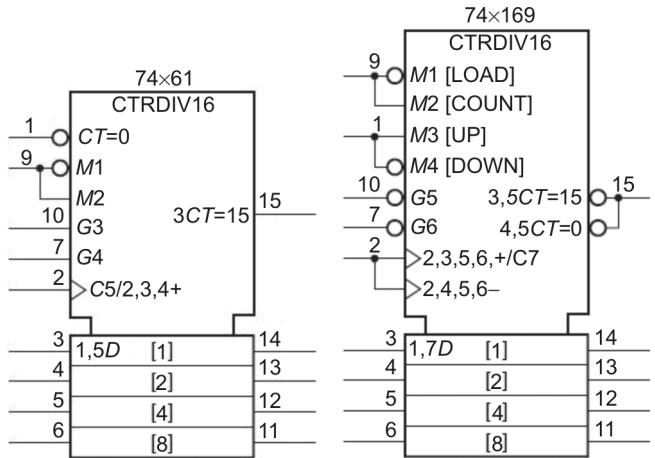 74×61
CTRDIV16
1 CT=0
9 M1
M2
10 G3 3CT=15 15
7 G4
2 C5/2,3,4+
3 1,5D [1] 14
4 [2] 13
5 [4] 12
6 [8] 11
74×169
CTRDIV16
9 M1 [LOAD]
M2 [COUNT]
1 M3 [UP]
M4 [DOWN]
10 G5 3,5CT=15 15
7 G6 4,5CT=0
2 2,3,5,6,+/C7
2,4,5,6–
3 1,7D [1] 14
4 [2] 13
5 [4] 12
6 [8] 11